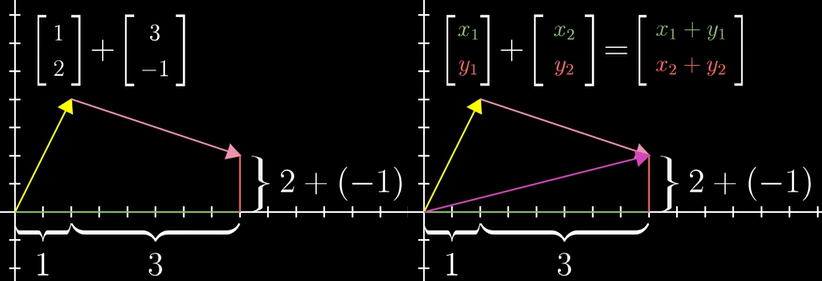 [1 2] + [3 −1]
2 + (−1)
1 3
[x₁ y₁] + [x₂ y₂] = [x₁ + y₁ x₂ + y₂]
2 + (−1)
1 3